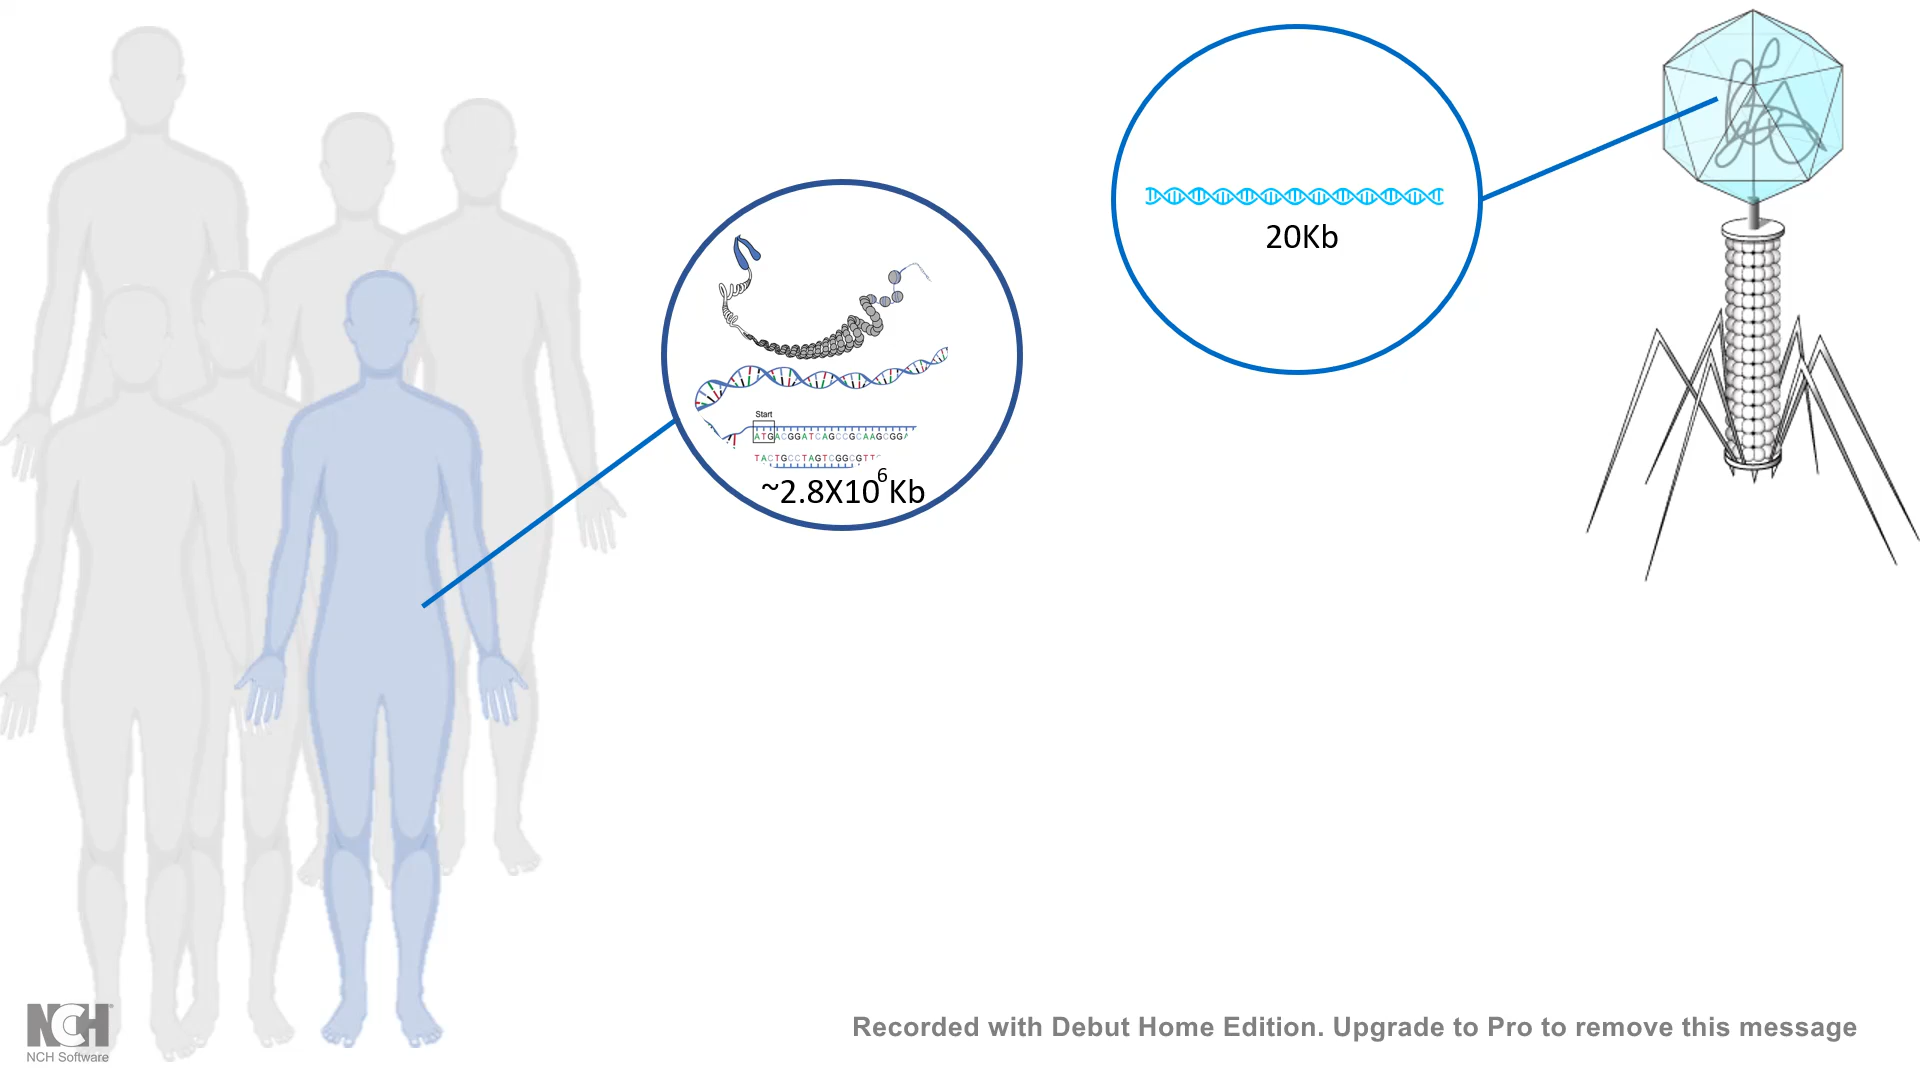 20Kb
Start
ATGACGGATCAGCCGCAAGCGGA
TACTGCCTAGTCGGCGTTC
~2.8X10⁶Kb
NCH
NCH Software
Recorded with Debut Home Edition. Upgrade to Pro to remove this message